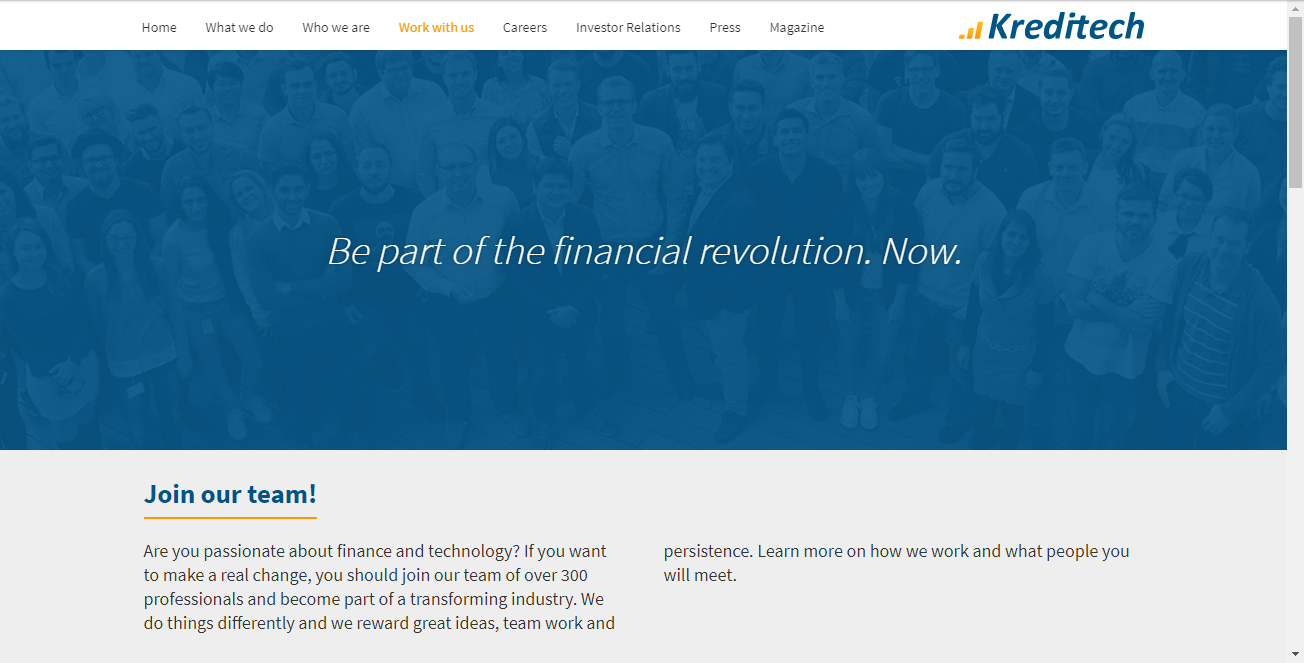 Home What we do Who we are Work with us Careers Investor Relations Press Magazine Kreditech
Be part of the financial revolution. Now.
Join our team!
Are you passionate about finance and technology? If you want
to make a real change, you should join our team of over 300
professionals and become part of a transforming industry. We
do things differently and we reward great ideas, team work and
persistence. Learn more on how we work and what people you
will meet.